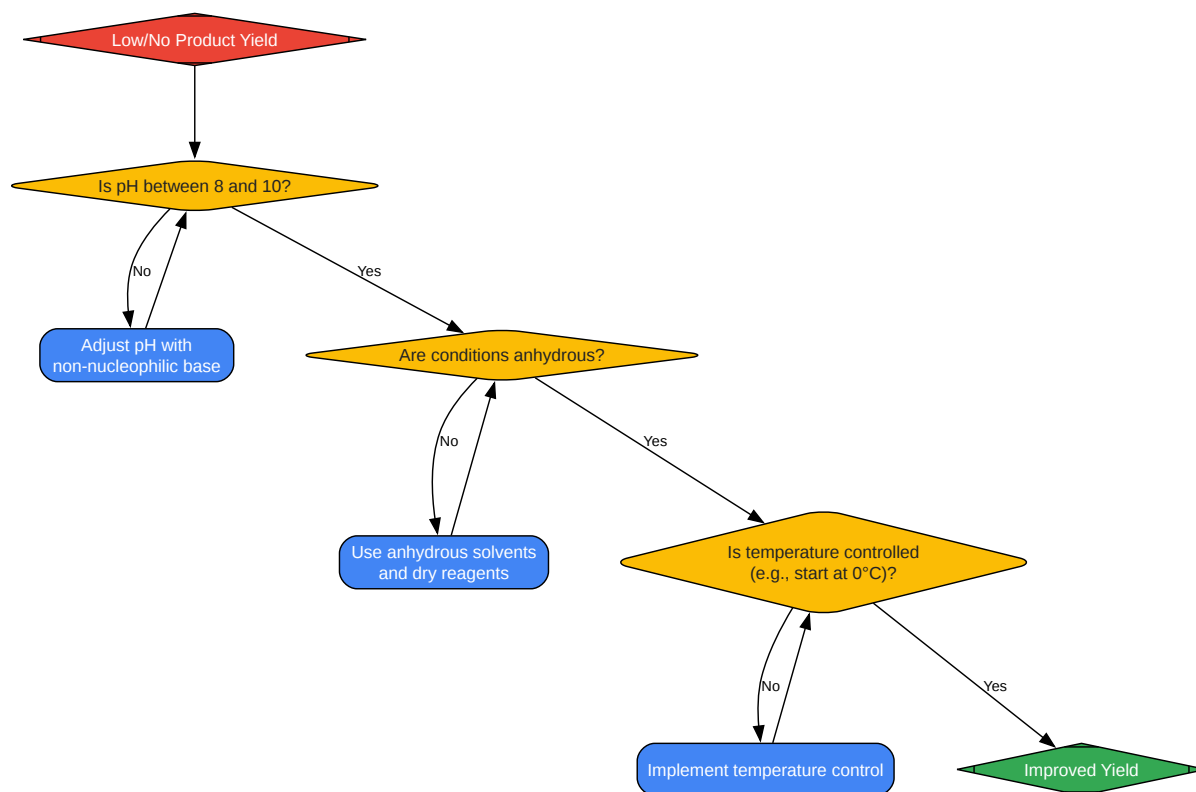 Low/No Product Yield
Is pH between 8 and 10?
No
Yes
Adjust pH with
non-nucleophilic base
Are conditions anhydrous?
No
Yes
Use anhydrous solvents
and dry reagents
Is temperature controlled
(e.g., start at 0°C)?
No
Yes
Implement temperature control
Improved Yield